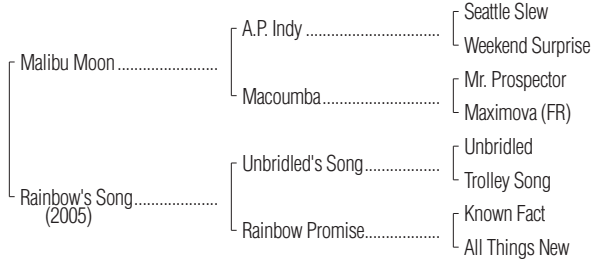 Seattle Slew
A.P. Indy ............................
Weekend Surprise
Malibu Moon .....................
Mr. Prospector
Macoumba.........................
Maximova (FR)
Unbridled
Unbridled's Song................
Trolley Song
Rainbow's Song.................
(2005)
Known Fact
Rainbow Promise................
All Things New